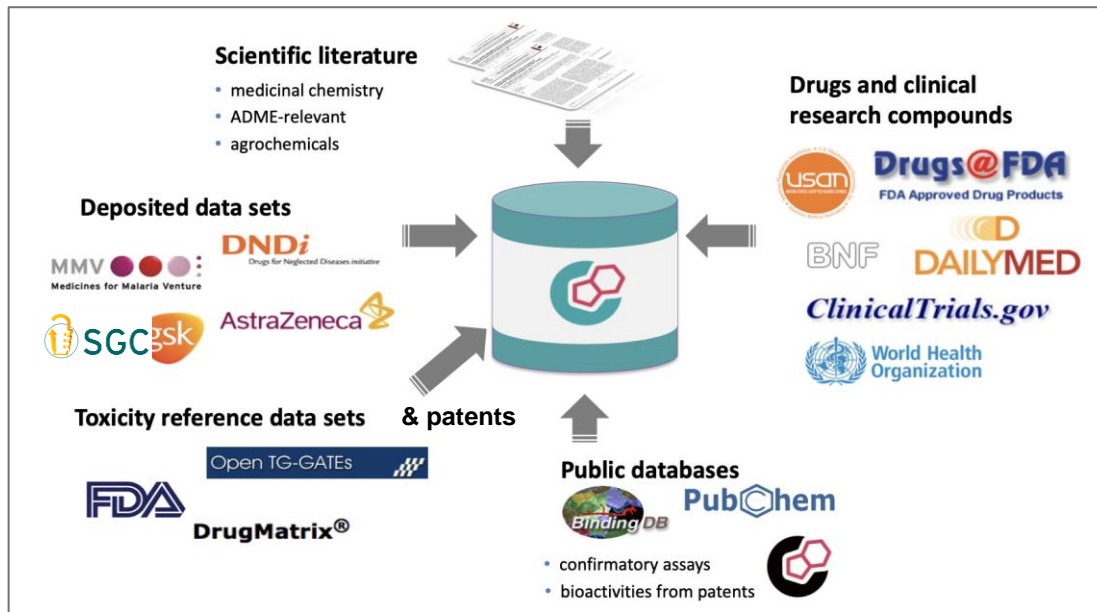 Scientific literature
• medicinal chemistry
• ADME-relevant
• agrochemicals
Drugs and clinical
research compounds
usan
Drugs@FDA
FDA Approved Drug Products
BNF
DAILYMED
ClinicalTrials.gov
World Health
Organization
Deposited data sets
MMV
Medicines for Malaria Venture
DNDi
Drugs for Neglected Diseases initiative
SGC
gsk
AstraZeneca
Toxicity reference data sets
& patents
Open TG-GATEs
FDA
DrugMatrix®
Public databases
BindingDB
PubChem
• confirmatory assays
• bioactivities from patents